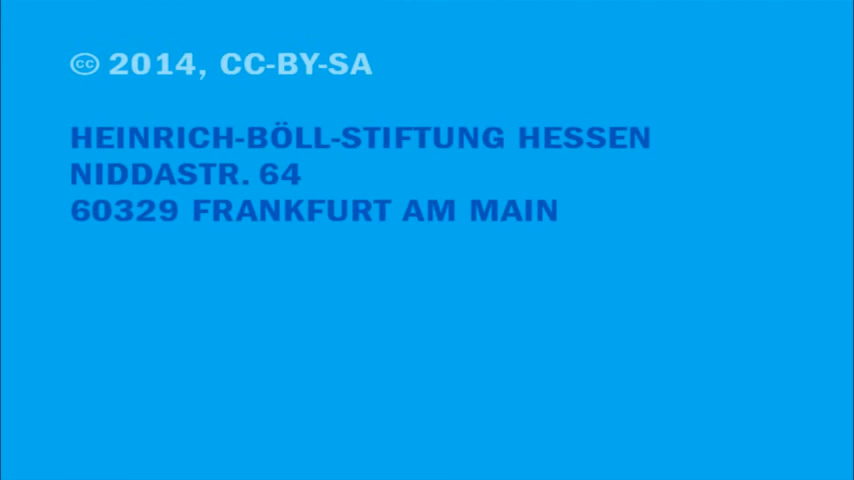 🅭 2014, CC-BY-SA
HEINRICH-BÖLL-STIFTUNG HESSEN
NIDDASTR. 64
60329 FRANKFURT AM MAIN